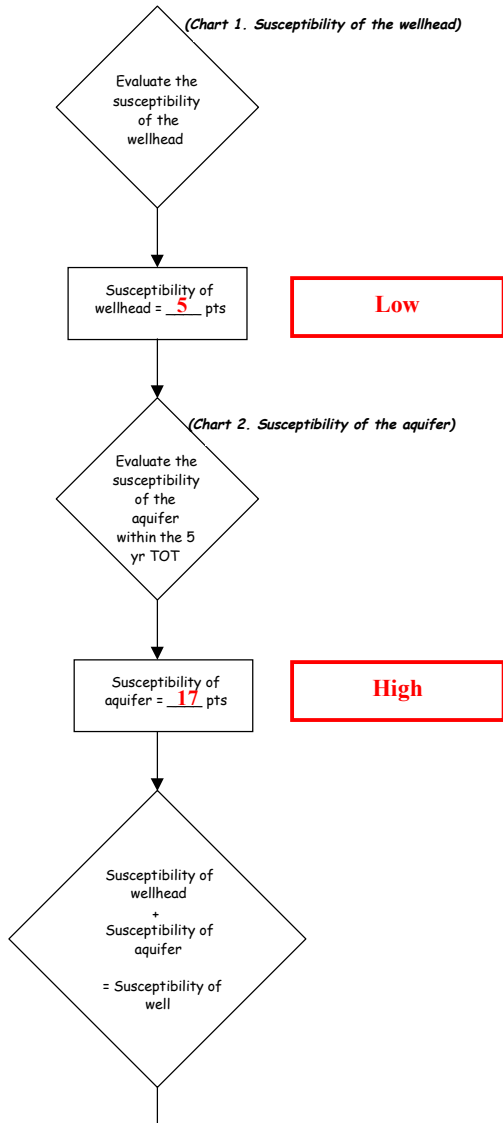 (Chart 1. Susceptibility of the wellhead)
Evaluate the
susceptibility
of the
wellhead
Susceptibility of
wellhead = __5__ pts
Low
(Chart 2. Susceptibility of the aquifer)
Evaluate the
susceptibility
of the
aquifer
within the 5
yr TOT
Susceptibility of
aquifer = __17__ pts
High
Susceptibility of
wellhead
+
Susceptibility of
aquifer
= Susceptibility of
well